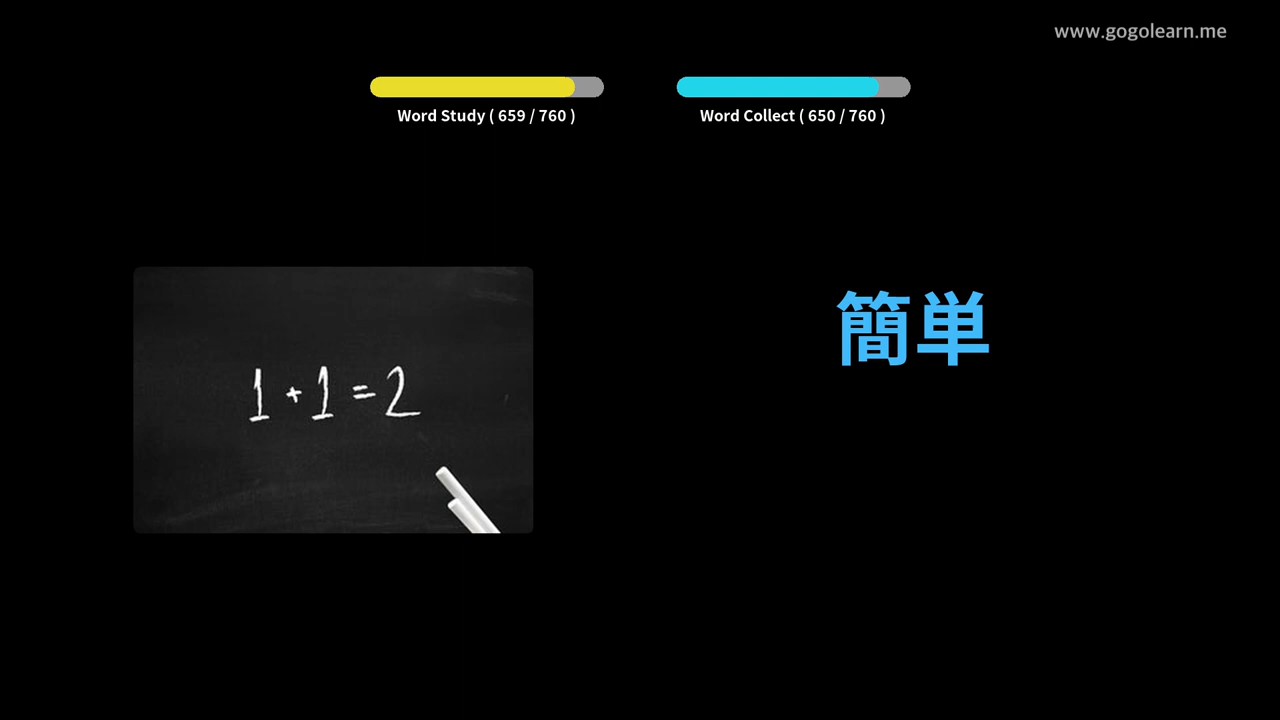 www.gogolearn.me
Word Study ( 659 / 760 )
Word Collect ( 650 / 760 )
1 + 1 = 2
簡単